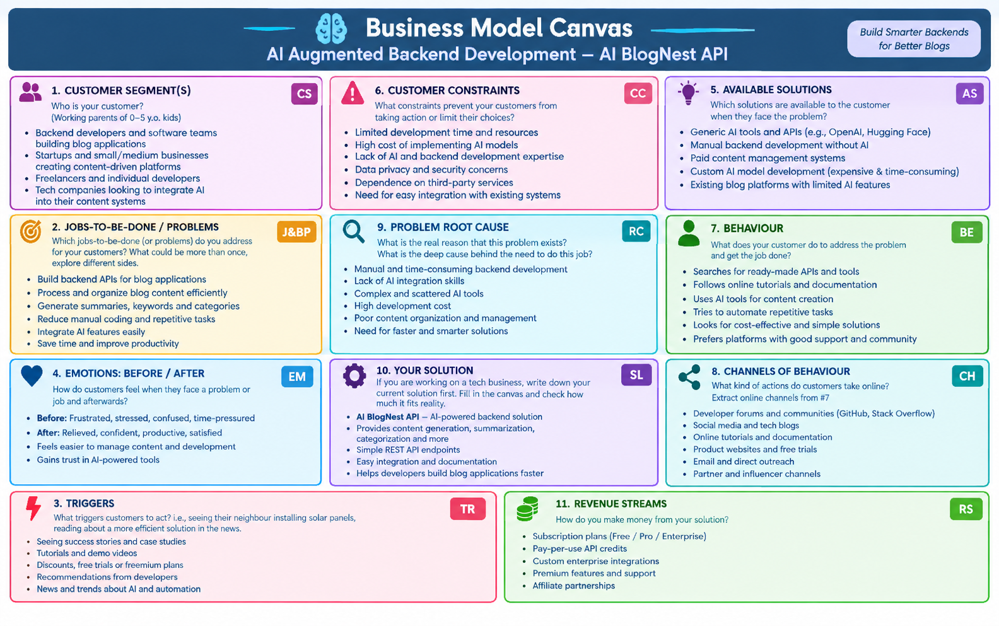 Business Model Canvas
AI Augmented Backend Development – AI BlogNest API
Build Smarter Backends
for Better Blogs
1. CUSTOMER SEGMENT(S)
CS
Who is your customer?
(Working parents of 0–5 y.o. kids)
• Backend developers and software teams
building blog applications
• Startups and small/medium businesses
creating content-driven platforms
• Freelancers and individual developers
• Tech companies looking to integrate AI
into their content systems
6. CUSTOMER CONSTRAINTS
CC
What constraints prevent your customers from
taking action or limit their choices?
• Limited development time and resources
• High cost of implementing AI models
• Lack of AI and backend development expertise
• Data privacy and security concerns
• Dependence on third-party services
• Need for easy integration with existing systems
5. AVAILABLE SOLUTIONS
AS
Which solutions are available to the customer
when they face the problem?
• Generic AI tools and APIs (e.g., OpenAI, Hugging Face)
• Manual backend development without AI
• Paid content management systems
• Custom AI model development (expensive & time-consuming)
• Existing blog platforms with limited AI features
2. JOBS-TO-BE-DONE / PROBLEMS
J&BP
Which jobs-to-be-done (or problems) do you address
for your customers? What could be more than once,
explore different sides.
• Build backend APIs for blog applications
• Process and organize blog content efficiently
• Generate summaries, keywords and categories
• Reduce manual coding and repetitive tasks
• Integrate AI features easily
• Save time and improve productivity
9. PROBLEM ROOT CAUSE
RC
What is the real reason that this problem exists?
What is the deep cause behind the need to do this job?
• Manual and time-consuming backend development
• Lack of AI integration skills
• Complex and scattered AI tools
• High development cost
• Poor content organization and management
• Need for faster and smarter solutions
7. BEHAVIOUR
BE
What does your customer do to address the problem
and get the job done?
• Searches for ready-made APIs and tools
• Follows online tutorials and documentation
• Uses AI tools for content creation
• Tries to automate repetitive tasks
• Looks for cost-effective and simple solutions
• Prefers platforms with good support and community
4. EMOTIONS: BEFORE / AFTER
EM
How do customers feel when they face a problem or
job and afterwards?
• Before: Frustrated, stressed, confused, time-pressured
• After: Relieved, confident, productive, satisfied
• Feels easier to manage content and development
• Gains trust in AI-powered tools
10. YOUR SOLUTION
SL
If you are working on a tech business, write down your
current solution first. Fill in the canvas and check how
much it fits reality.
• AI BlogNest API – AI-powered backend solution
• Provides content generation, summarization,
categorization and more
• Simple REST API endpoints
• Easy integration and documentation
• Helps developers build blog applications faster
8. CHANNELS OF BEHAVIOUR
CH
What kind of actions do customers take online?
Extract online channels from #7
• Developer forums and communities (GitHub, Stack Overflow)
• Social media and tech blogs
• Online tutorials and documentation
• Product websites and free trials
• Email and direct outreach
• Partner and influencer channels
3. TRIGGERS
TR
What triggers customers to act? i.e., seeing their neighbour installing solar panels,
reading about a more efficient solution in the news.
• Seeing success stories and case studies
• Tutorials and demo videos
• Discounts, free trials or freemium plans
• Recommendations from developers
• News and trends about AI and automation
11. REVENUE STREAMS
RS
How do you make money from your solution?
• Subscription plans (Free / Pro / Enterprise)
• Pay-per-use API credits
• Custom enterprise integrations
• Premium features and support
• Affiliate partnerships